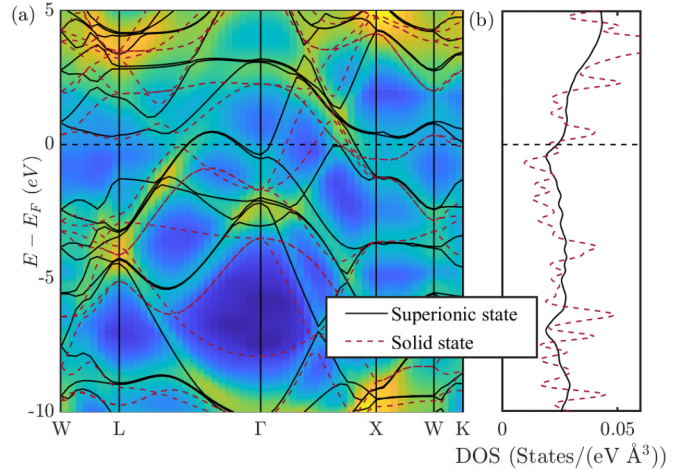 (a)
5
0
-5
-10
E − E_F (eV)
W L Γ X W K
Superionic state
Solid state
(b)
0 0.05
DOS (States/(eV Å³))